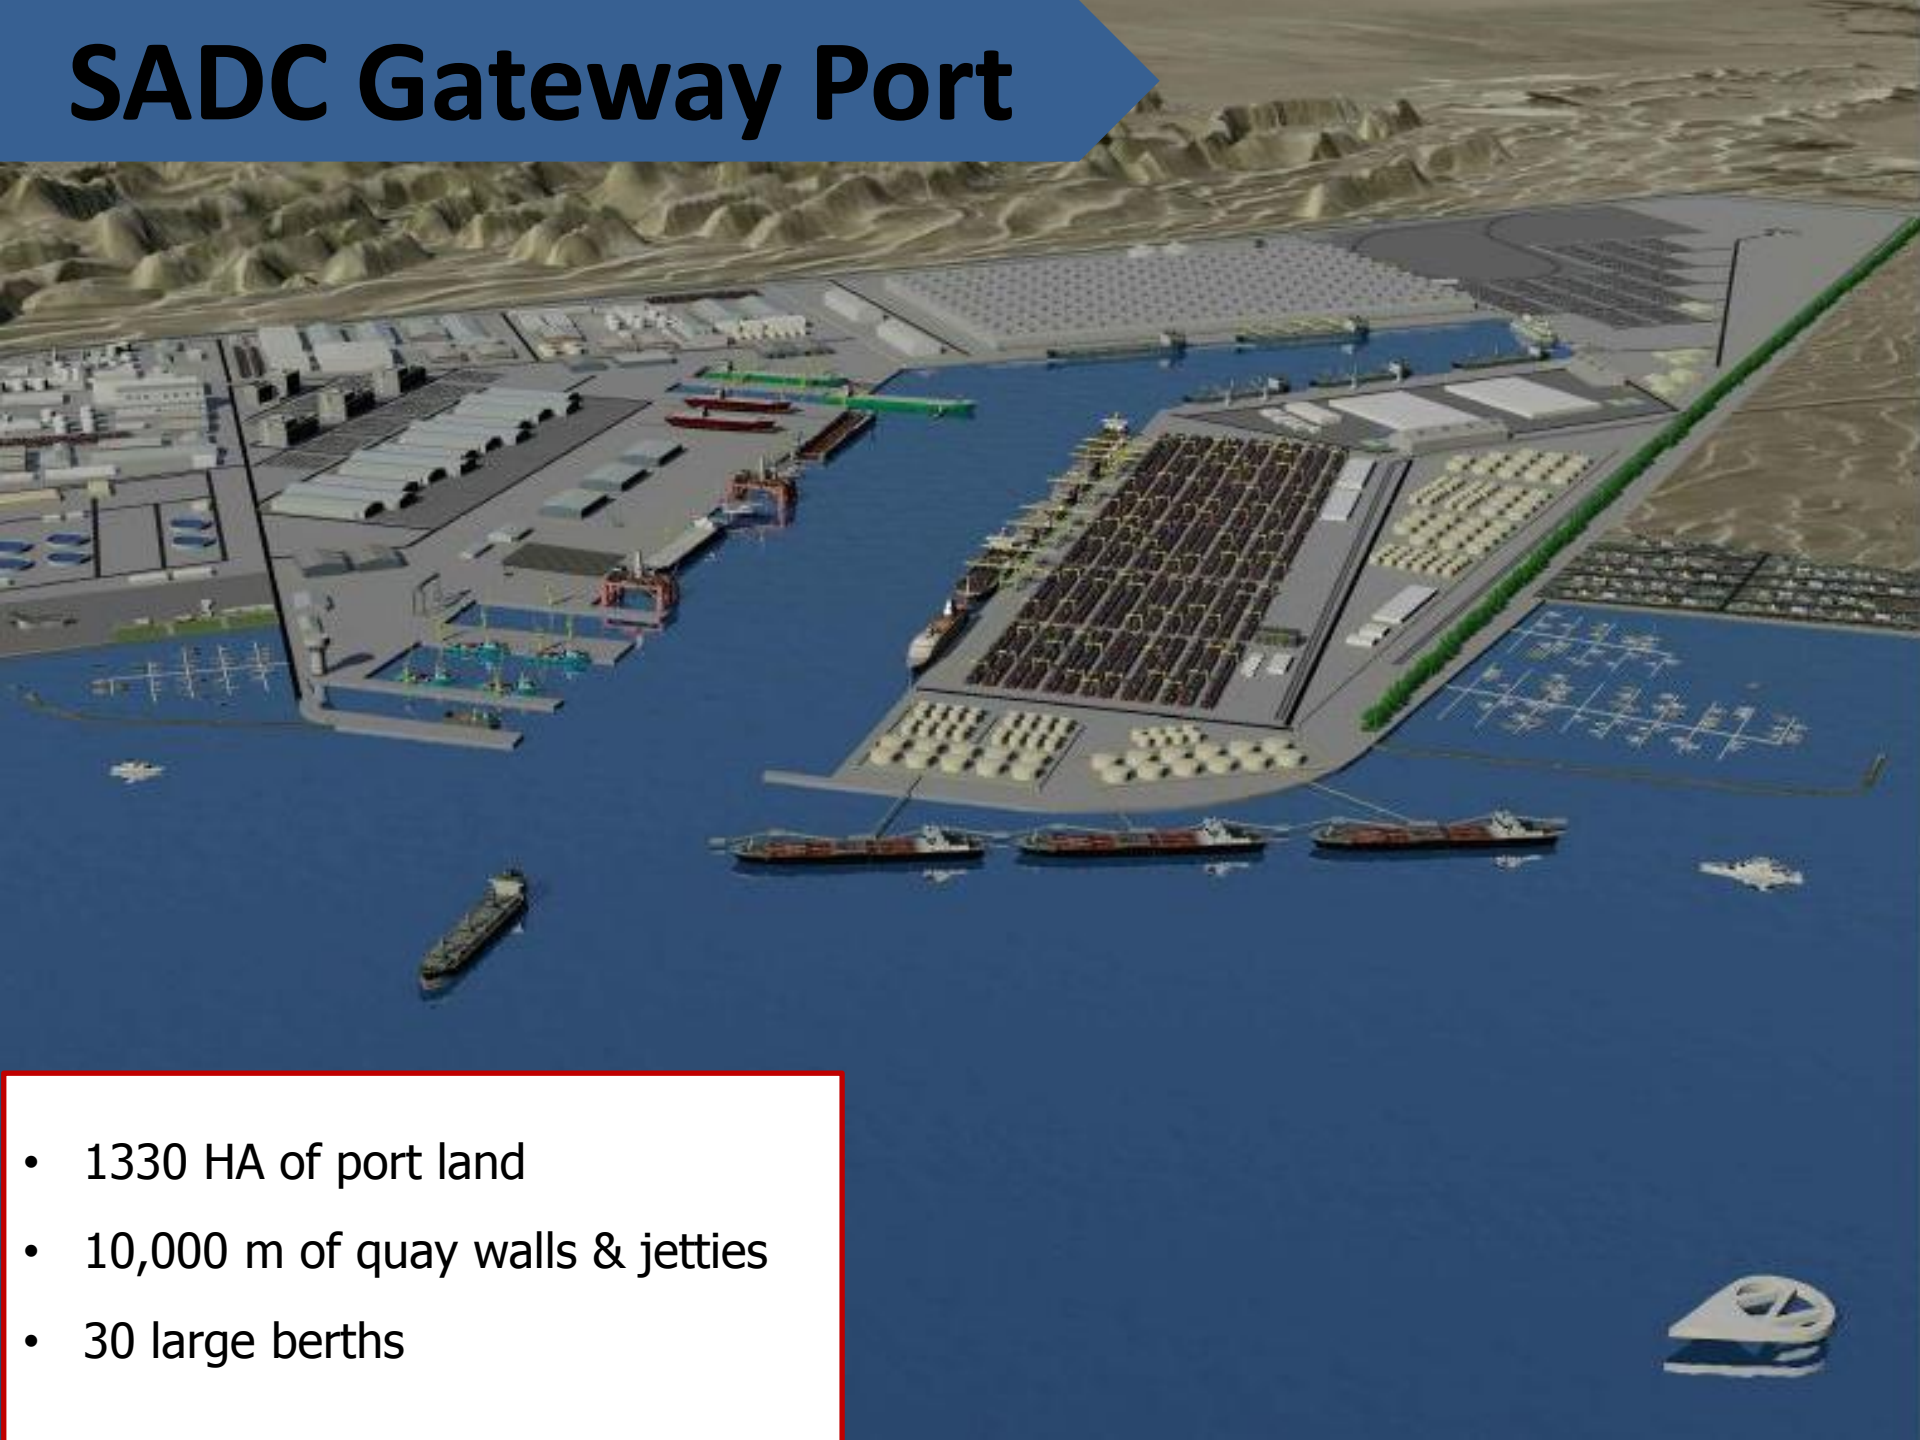 SADC Gateway Port
• 1330 HA of port land
• 10,000 m of quay walls & jetties
• 30 large berths